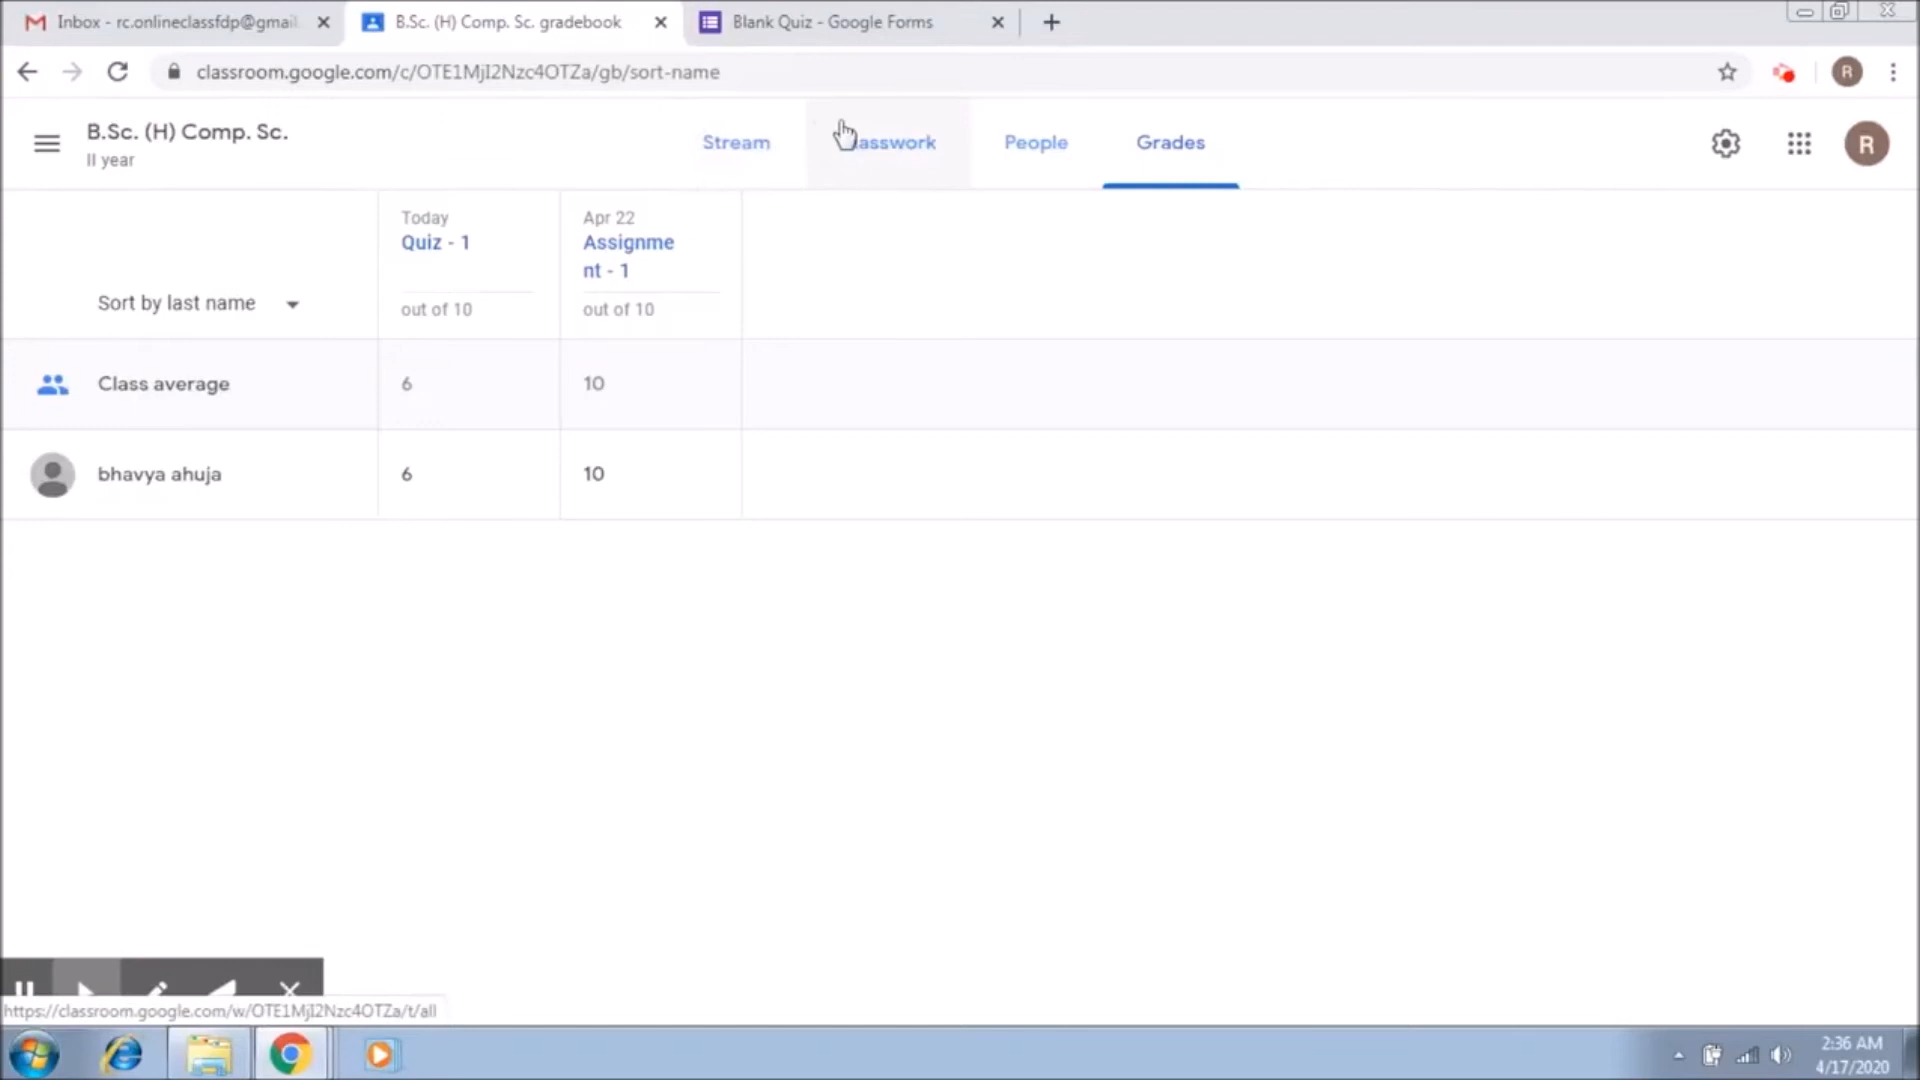 Inbox - rc.onlineclassfdp@gmail.
B.Sc. (H) Comp. Sc. gradebook
Blank Quiz - Google Forms
classroom.google.com/c/OTE1MjI2Nzc4OTZa/gb/sort-name
R
B.Sc. (H) Comp. Sc.
II year
Stream
asswork
People
Grades
R
Today
Quiz - 1
out of 10
Apr 22
Assignme
nt - 1
out of 10
Sort by last name
Class average
6
10
bhavya ahuja
6
10
https://classroom.google.com/w/OTE1MjI2Nzc4OTZa/t/all
2:36 AM
4/17/2020